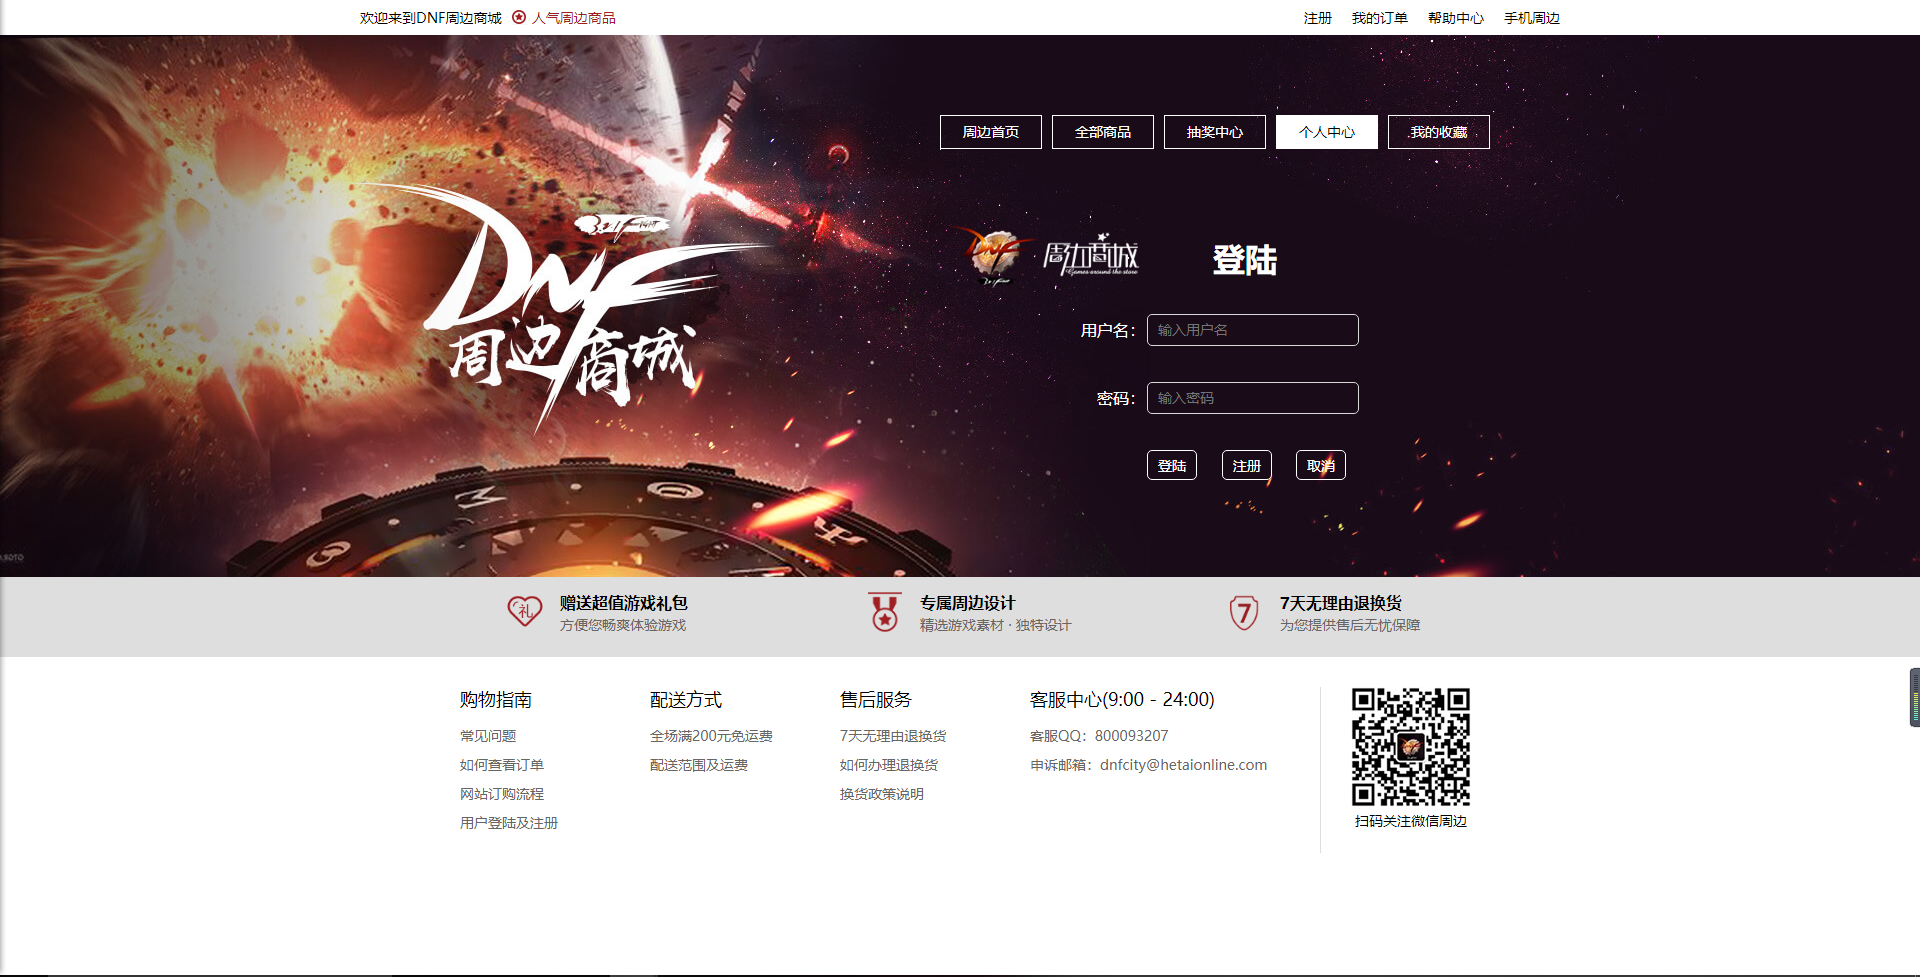 欢迎来到DNF周边商城 人气周边商品
注册 我的订单 帮助中心 手机周边
周边首页 全部商品 抽奖中心 个人中心 .我的收藏
DNF
周边商城
DNF 周边商城
Games around the store
登陆
用户名： 输入用户名
密码： 输入密码
登陆 注册 取消
礼 赠送超值游戏礼包
方便您畅爽体验游戏
专属周边设计
精选游戏素材 · 独特设计
7 7天无理由退换货
为您提供售后无忧保障
购物指南
常见问题
如何查看订单
网站订购流程
用户登陆及注册
配送方式
全场满200元免运费
配送范围及运费
售后服务
7天无理由退换货
如何办理退换货
换货政策说明
客服中心(9:00 - 24:00)
客服QQ：800093207
申诉邮箱：dnfcity@hetaionline.com
扫码关注微信周边